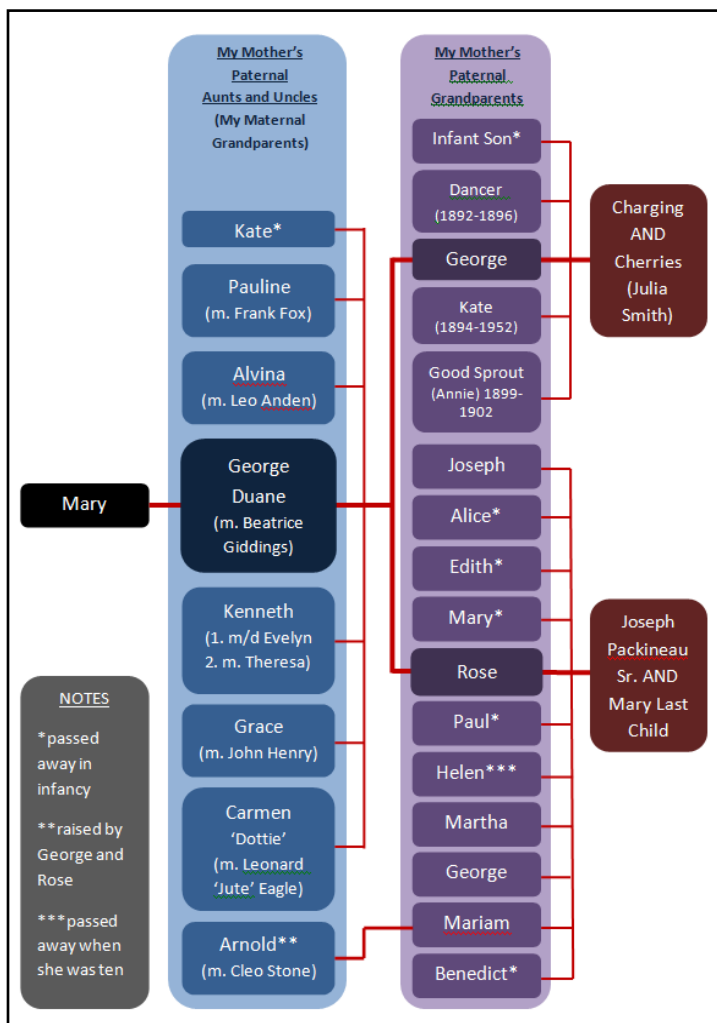 My Mother's
Paternal
Aunts and Uncles
(My Maternal
Grandparents)
Kate*
Pauline
(m. Frank Fox)
Alvina
(m. Leo Anden)
George
Duane
(m. Beatrice
Giddings)
Kenneth
(1. m/d Evelyn
2. m. Theresa)
Grace
(m. John Henry)
Carmen
'Dottie'
(m. Leonard
'Jute' Eagle)
Arnold**
(m. Cleo Stone)
My Mother's
Paternal
Grandparents
Infant Son*
Dancer
(1892-1896)
George
Kate
(1894-1952)
Good Sprout
(Annie) 1899-
1902
Joseph
Alice*
Edith*
Mary*
Rose
Paul*
Helen***
Martha
George
Mariam
Benedict*
Charging
AND
Cherries
(Julia
Smith)
Joseph
Packineau
Sr. AND
Mary Last
Child
Mary
NOTES
*passed
away in
infancy
**raised by
George and
Rose
***passed
away when
she was ten